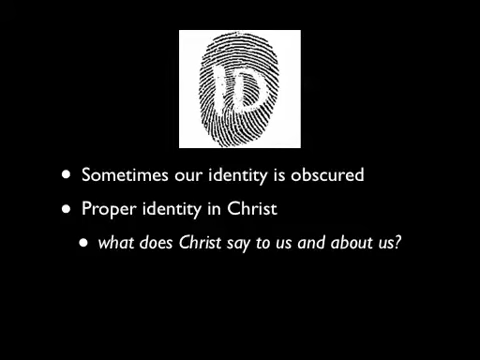 ID
Sometimes our identity is obscured
Proper identity in Christ
what does Christ say to us and about us?